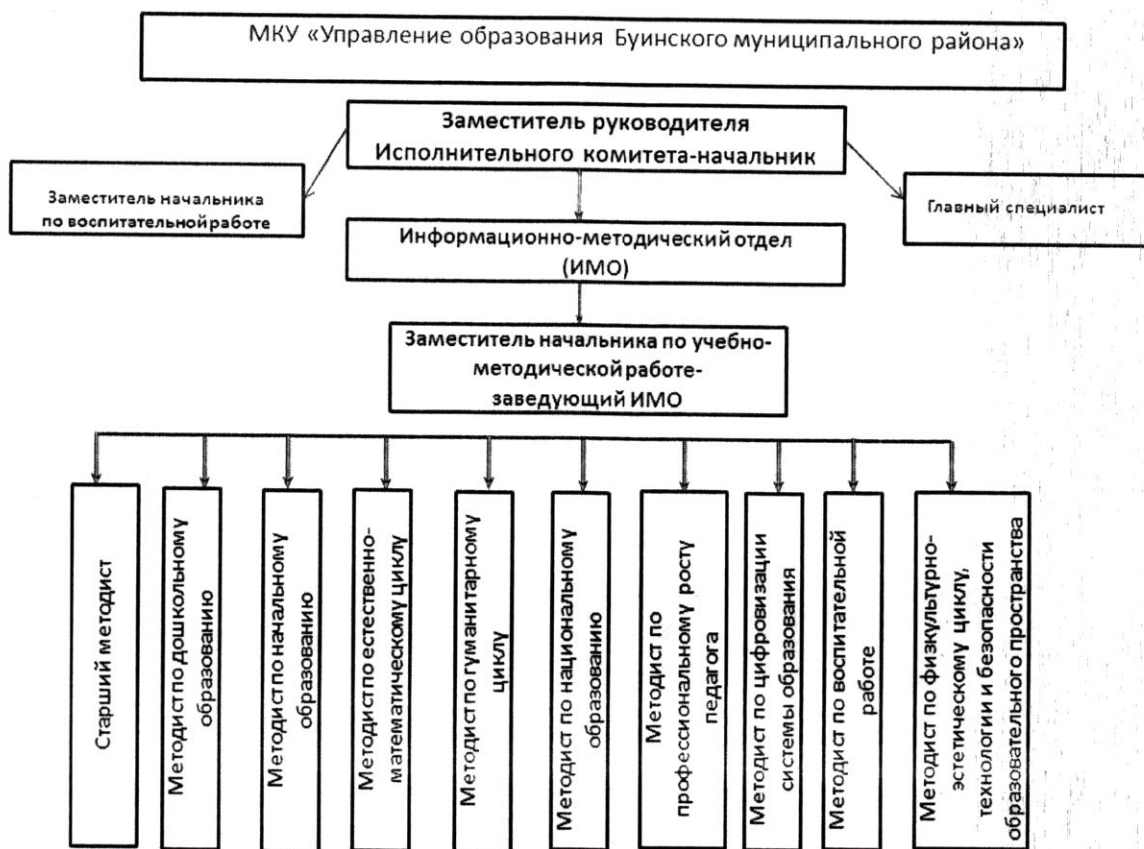 МКУ «Управление образования Буинского муниципального района»
Заместитель руководителя
Исполнительного комитета-начальник
Заместитель начальника
по воспитательной работе
Главный специалист
Информационно-методический отдел
(ИМО)
Заместитель начальника по учебно-
методической работе-
заведующий ИМО
Старший методист
Методист по дошкольному
образованию
Методист по начальному
образованию
Методист по естественно-
математическому циклу
Методист по гуманитарному
циклу
Методист по национальному
образованию
Методист по
профессиональному росту
педагога
Методист по цифровизации
системы образования
Методист по воспитательной
работе
Методист по физкультурно-
эстетическому циклу,
технологии и безопасности
образовательного пространства